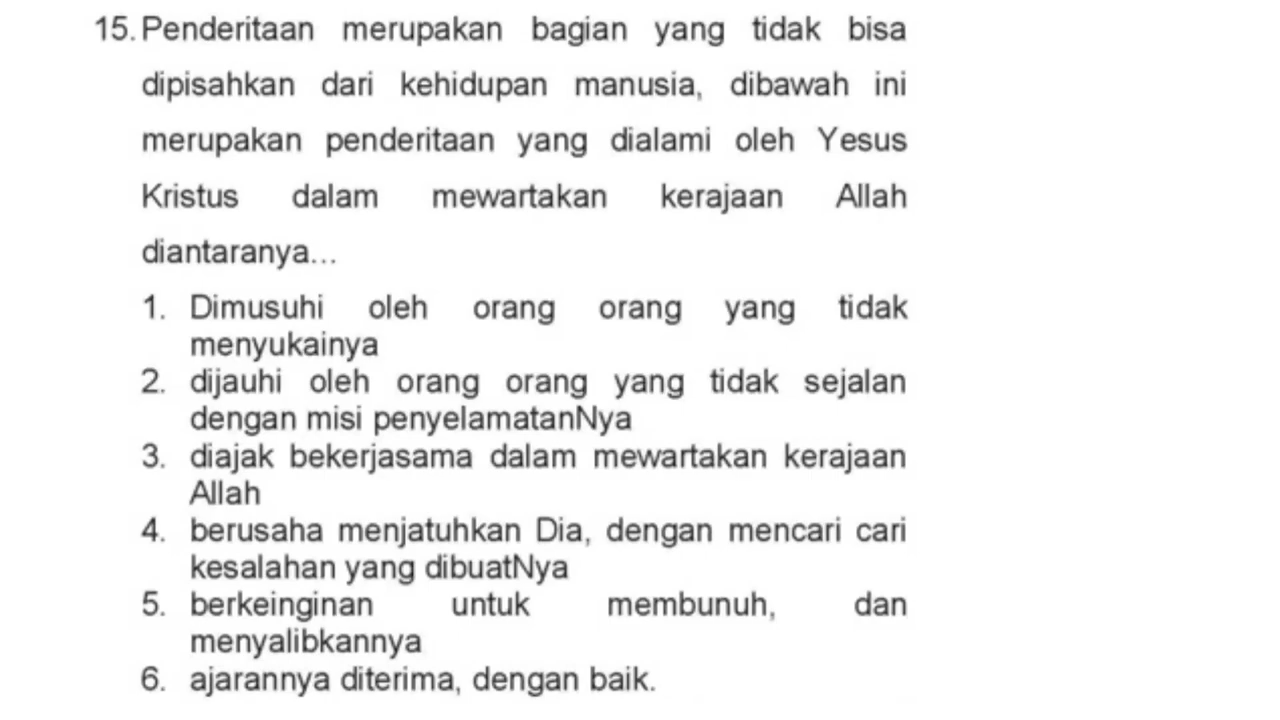 15. Penderitaan merupakan bagian yang tidak bisa
dipisahkan dari kehidupan manusia, dibawah ini
merupakan penderitaan yang dialami oleh Yesus
Kristus dalam mewartakan kerajaan Allah
diantaranya...
1. Dimusuhi oleh orang orang yang tidak
menyukainya
2. dijauhi oleh orang orang yang tidak sejalan
dengan misi penyelamatanNya
3. diajak bekerjasama dalam mewartakan kerajaan
Allah
4. berusaha menjatuhkan Dia, dengan mencari cari
kesalahan yang dibuatNya
5. berkeinginan untuk membunuh, dan
menyalibkannya
6. ajarannya diterima, dengan baik.